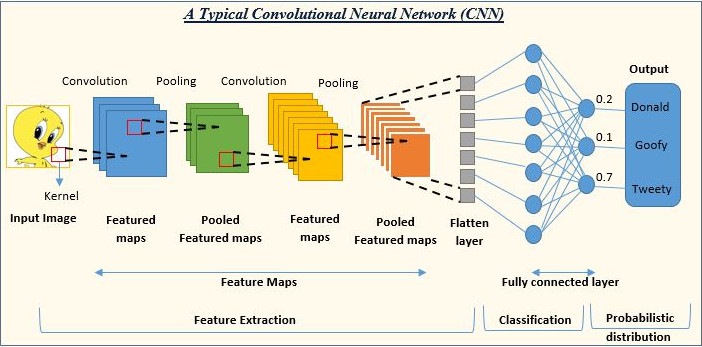 A Typical Convolutional Neural Network (CNN)
Convolution
Pooling
Convolution
Pooling
Output
0.2
Donald
0.1
Goofy
0.7
Tweety
Kernel
Input Image
Featured
maps
Pooled
Featured maps
Featured
maps
Pooled
Featured maps
Flatten
layer
Feature Maps
Fully connected layer
Feature Extraction
Classification
Probabilistic
distribution